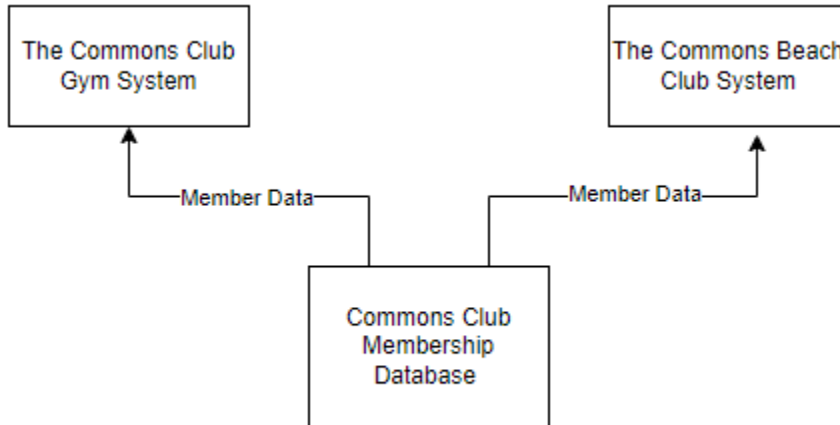 The Commons Club
Gym System
The Commons Beach
Club System
Member Data
Member Data
Commons Club
Membership
Database